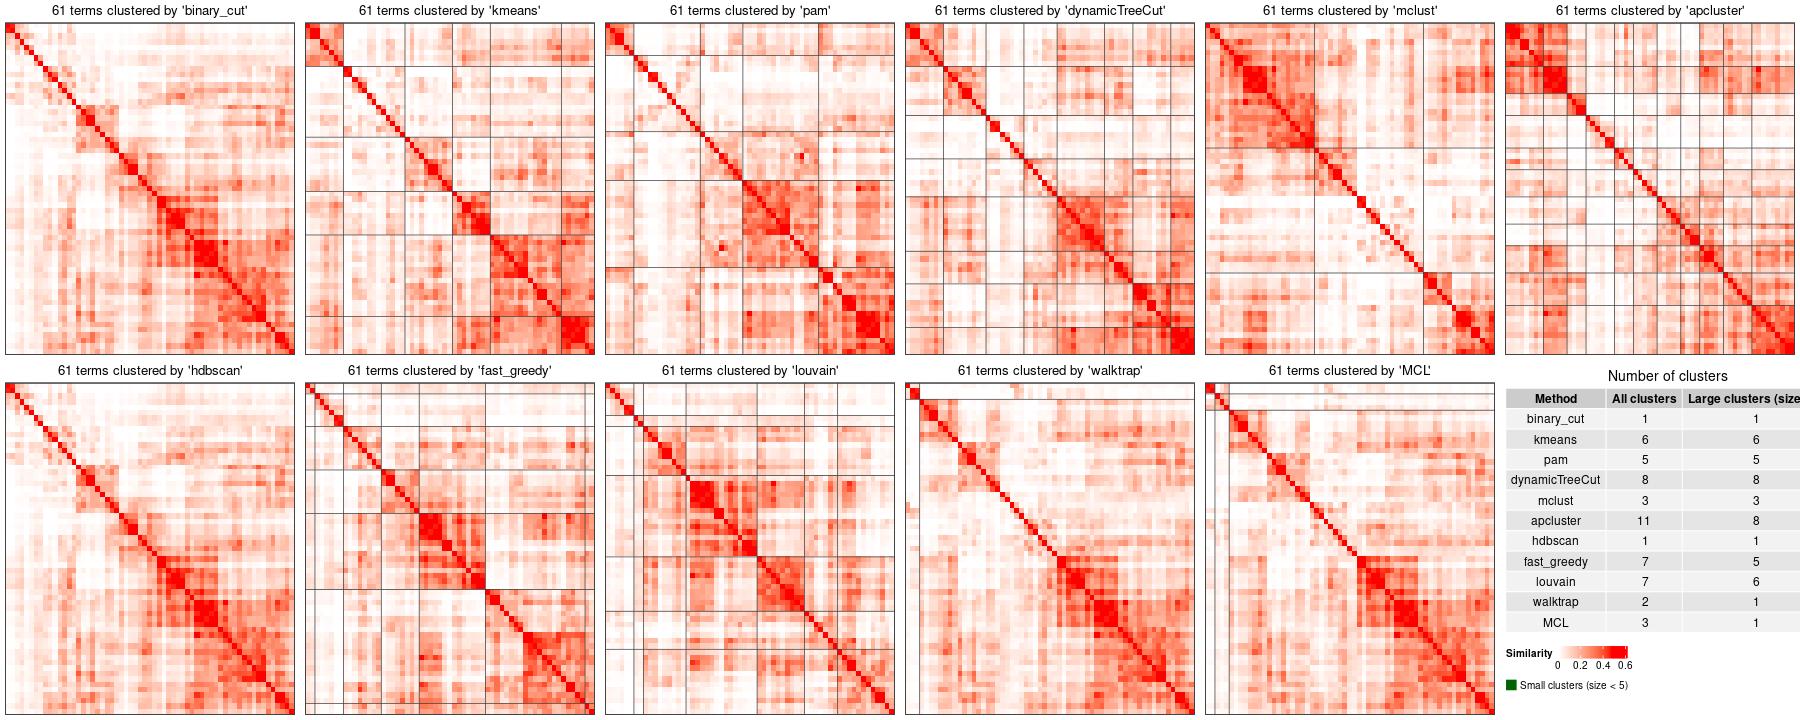 61 terms clustered by 'binary_cut'
61 terms clustered by 'kmeans'
61 terms clustered by 'pam'
61 terms clustered by 'dynamicTreeCut'
61 terms clustered by 'mclust'
61 terms clustered by 'apcluster'
61 terms clustered by 'hdbscan'
61 terms clustered by 'fast_greedy'
61 terms clustered by 'louvain'
61 terms clustered by 'walktrap'
61 terms clustered by 'MCL'
Number of clusters
Method All clusters Large clusters (size
binary_cut 1 1
kmeans 6 6
pam 5 5
dynamicTreeCut 8 8
mclust 3 3
apcluster 11 8
hdbscan 1 1
fast_greedy 7 5
louvain 7 6
walktrap 2 1
MCL 3 1
Similarity
0 0.2 0.4 0.6
Small clusters (size < 5)